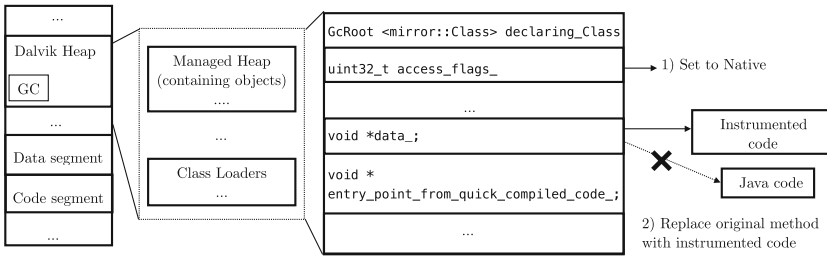 ...
Dalvik Heap
GC
...
Data segment
Code segment
...
Managed Heap
(containing objects)
....
...
Class Loaders
...
GcRoot <mirror::Class> declaring_Class
uint32_t access_flags_
...
void *data_;
void *
entry_point_from_quick_compiled_code_;
...
1) Set to Native
Instrumented
code
Java code
2) Replace original method
with instrumented code